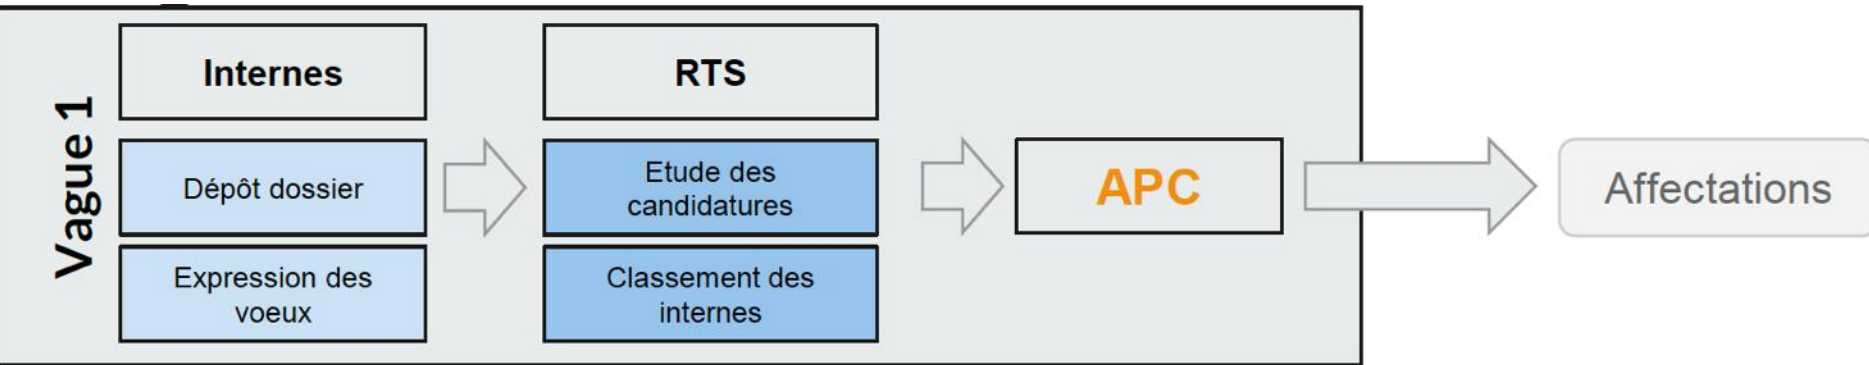 Vague 1
Internes
Dépôt dossier
Expression des
voeux
RTS
Etude des
candidatures
Classement des
internes
APC
Affectations